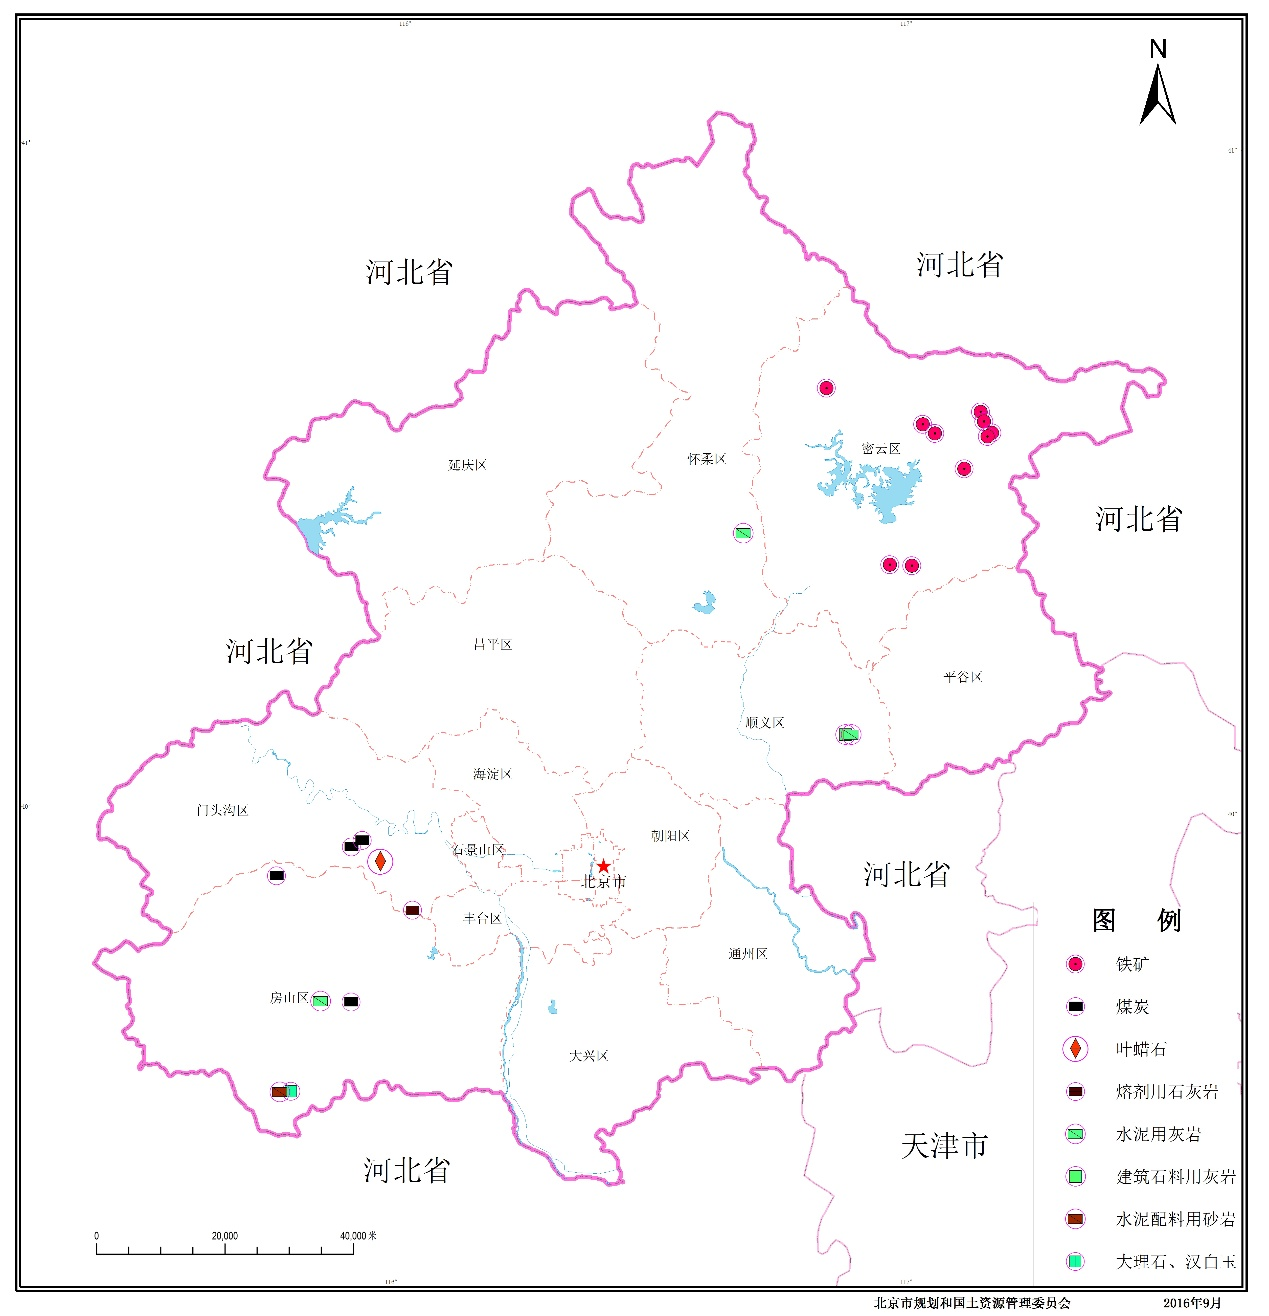 116°
117°
N
41°
41°
河北省
河北省
密云区
怀柔区
延庆区
河北省
昌平区
河北省
平谷区
顺义区
海淀区
门头沟区
朝阳区
石景山区
河北省
北京市
丰台区
图 例
通州区
铁矿
房山区
煤炭
大兴区
叶蜡石
熔剂用石灰岩
水泥用灰岩
天津市
河北省
建筑石料用灰岩
水泥配料用砂岩
0 20,000 40,000 米
大理石、汉白玉
北京市规划和国土资源管理委员会 2016年9月